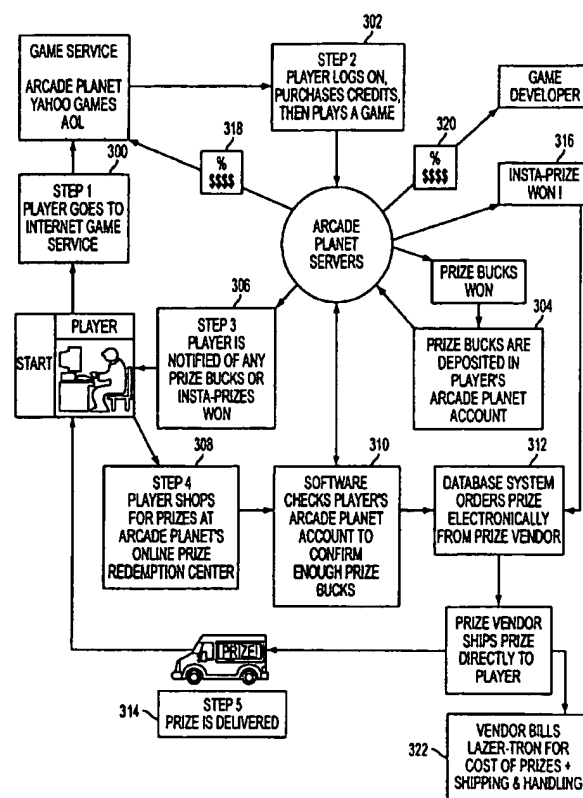 GAME SERVICE
ARCADE PLANET
YAHOO GAMES
AOL
300
STEP 1
PLAYER GOES TO
INTERNET GAME
SERVICE
302
STEP 2
PLAYER LOGS ON,
PURCHASES CREDITS,
THEN PLAYS A GAME
318
%
$$$$
320
%
$$$$
GAME
DEVELOPER
316
INSTA-PRIZE
WON !
ARCADE
PLANET
SERVERS
PRIZE BUCKS
WON
304
PRIZE BUCKS ARE
DEPOSITED IN
PLAYER'S
ARCADE PLANET
ACCOUNT
306
STEP 3
PLAYER IS
NOTIFIED OF ANY
PRIZE BUCKS OR
INSTA-PRIZES
WON
START
PLAYER
308
STEP 4
PLAYER SHOPS
FOR PRIZES AT
ARCADE PLANET'S
ONLINE PRIZE
REDEMPTION CENTER
310
SOFTWARE
CHECKS PLAYER'S
ARCADE PLANET
ACCOUNT TO
CONFIRM
ENOUGH PRIZE
BUCKS
312
DATABASE SYSTEM
ORDERS PRIZE
ELECTRONICALLY
FROM PRIZE VENDOR
PRIZE VENDOR
SHIPS PRIZE
DIRECTLY TO
PLAYER
PRIZE!
314
STEP 5
PRIZE IS DELIVERED
322
VENDOR BILLS
LAZER-TRON FOR
COST OF PRIZES +
SHIPPING & HANDLING